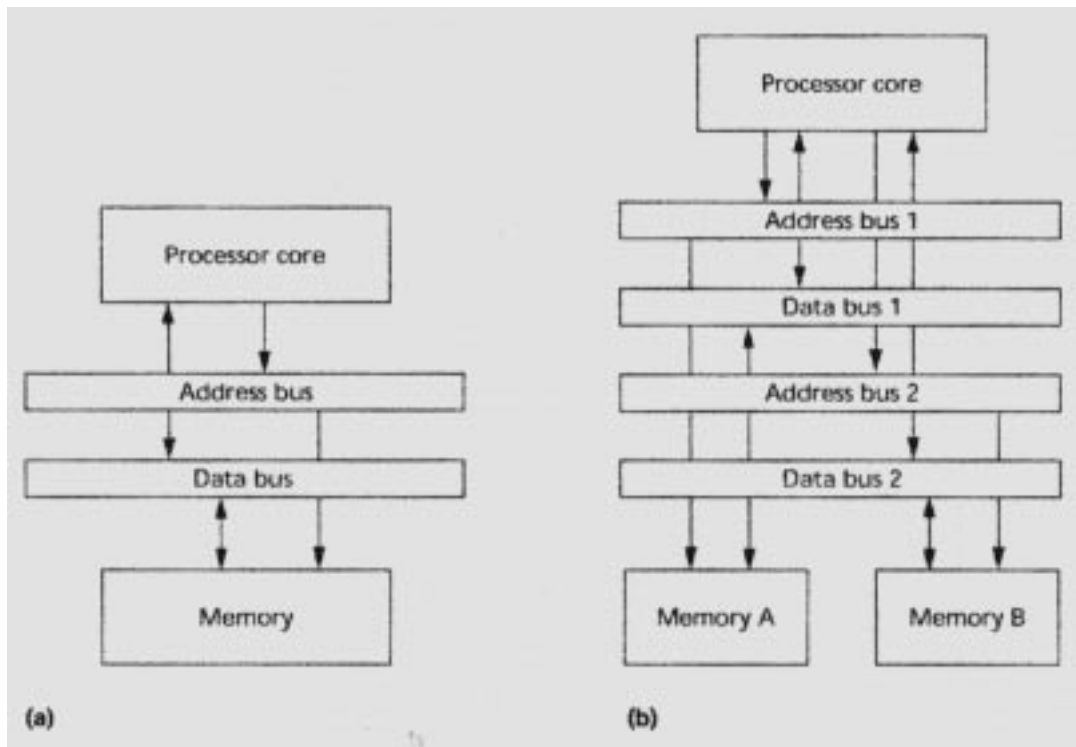 Processor core
Address bus
Data bus
Memory
(a)
Processor core
Address bus 1
Data bus 1
Address bus 2
Data bus 2
Memory A
Memory B
(b)